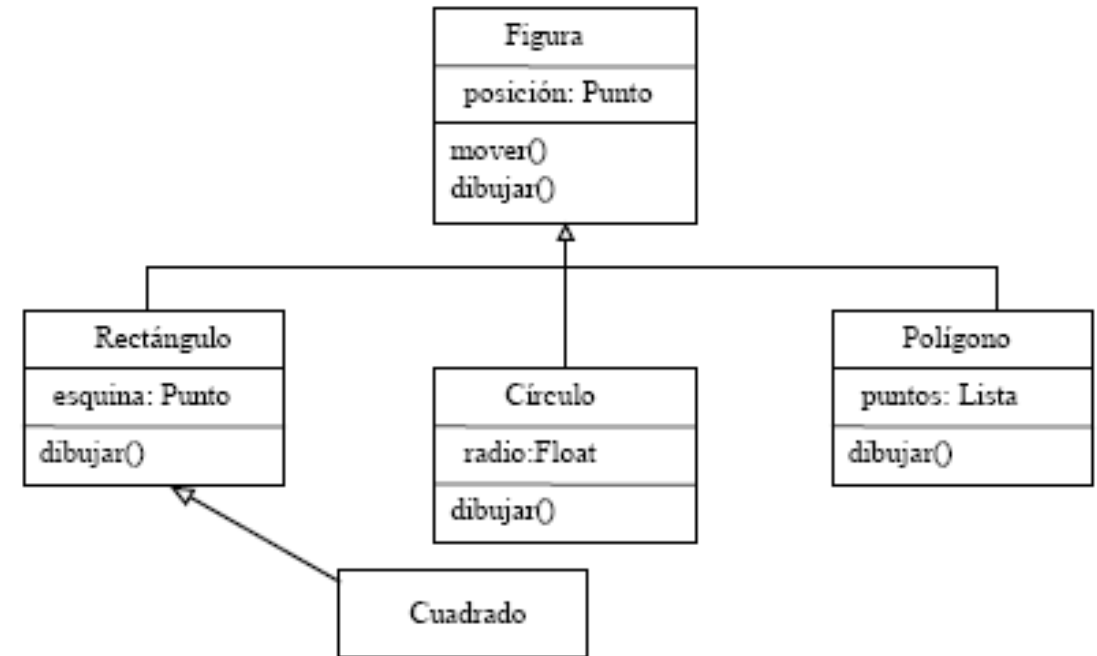 Figura
posición: Punto
mover()
dibujar()
Rectángulo
esquina: Punto
dibujar()
Círculo
radio:Float
dibujar()
Polígono
puntos: Lista
dibujar()
Cuadrado